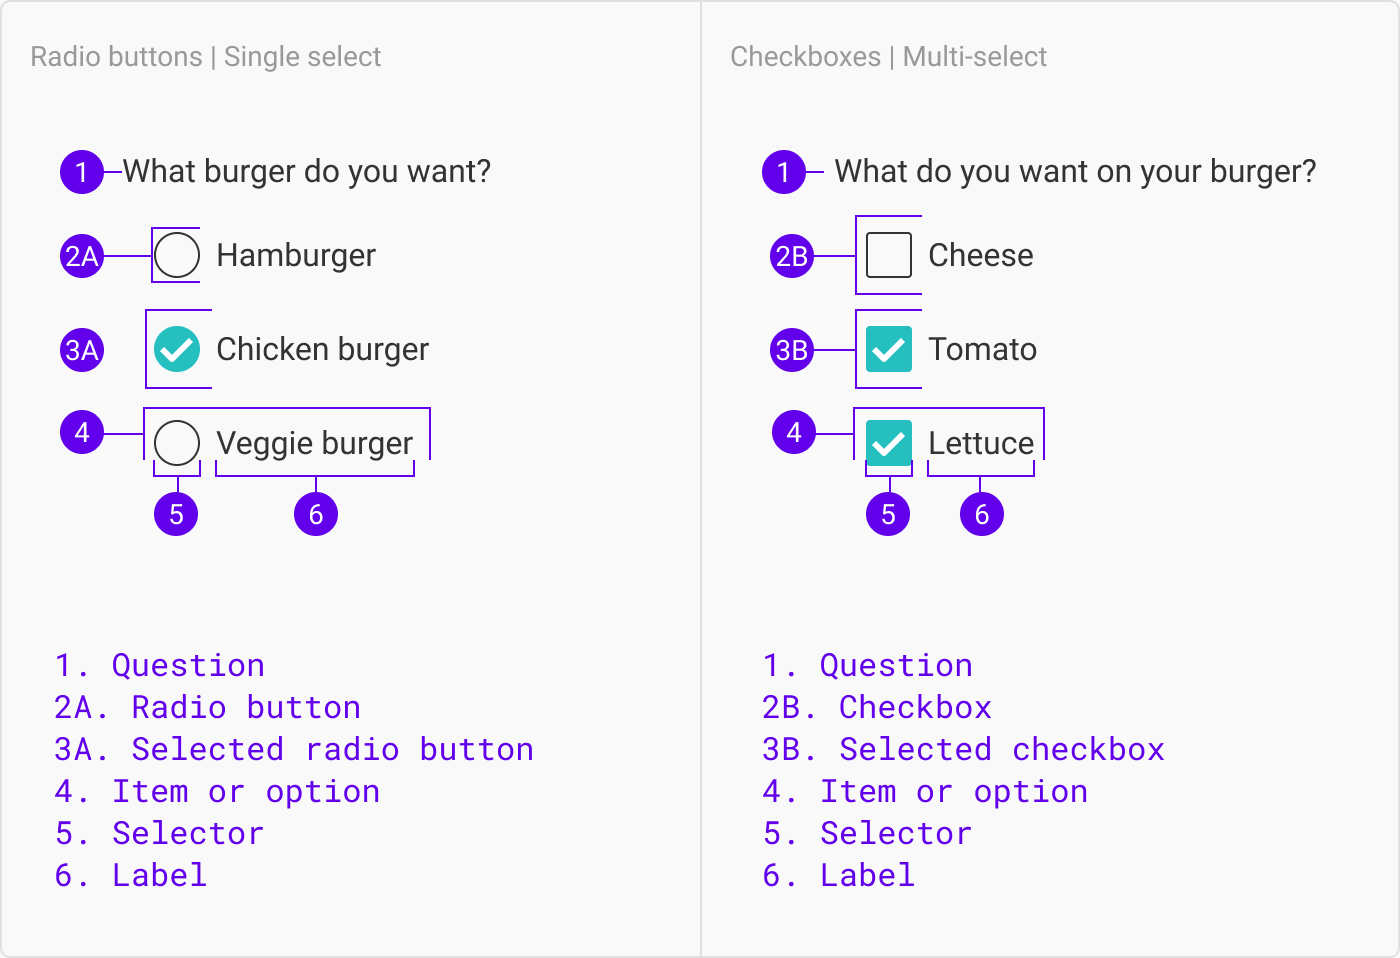 Radio buttons | Single select
1 What burger do you want?
2A Hamburger
3A Chicken burger
4 Veggie burger
5 6
1. Question
2A. Radio button
3A. Selected radio button
4. Item or option
5. Selector
6. Label
Checkboxes | Multi-select
1 What do you want on your burger?
2B Cheese
3B Tomato
4 Lettuce
5 6
1. Question
2B. Checkbox
3B. Selected checkbox
4. Item or option
5. Selector
6. Label